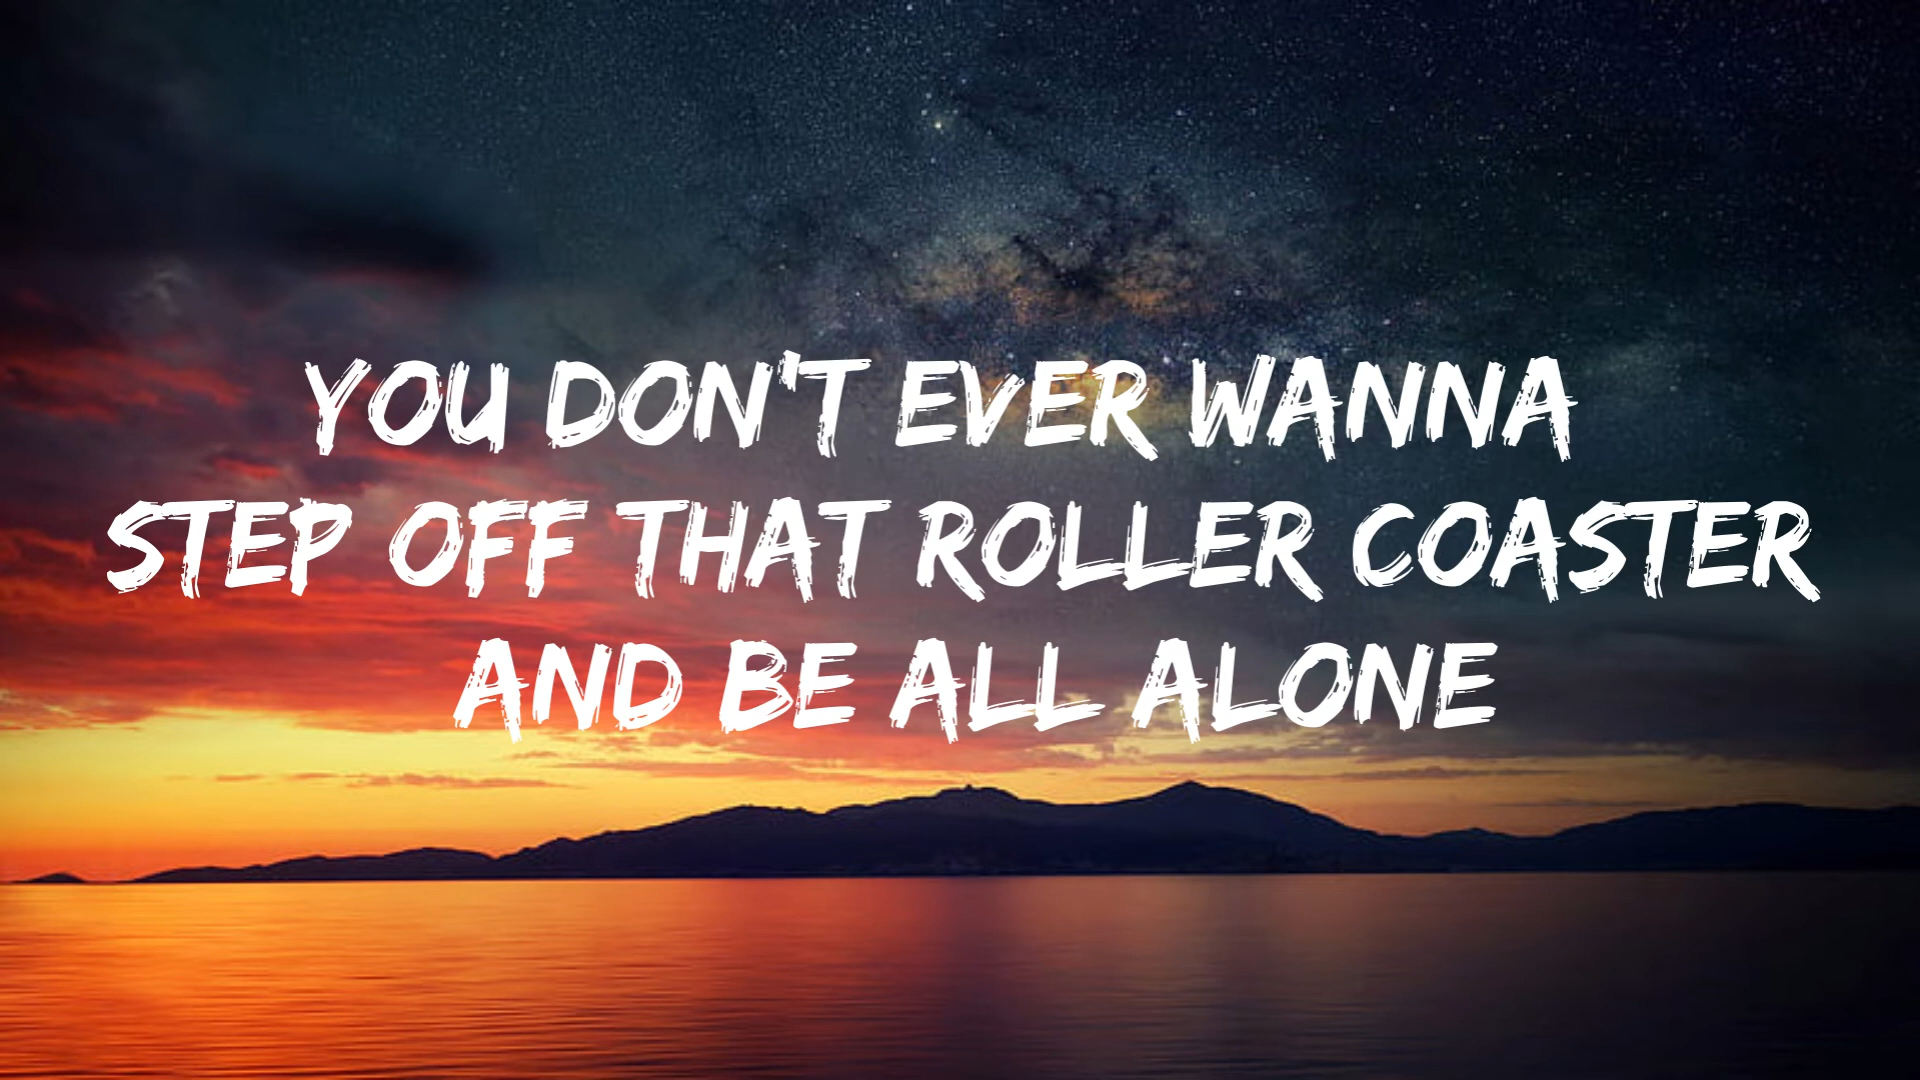 YOU DON'T EVER WANNA
STEP OFF THAT ROLLER COASTER
AND BE ALL ALONE